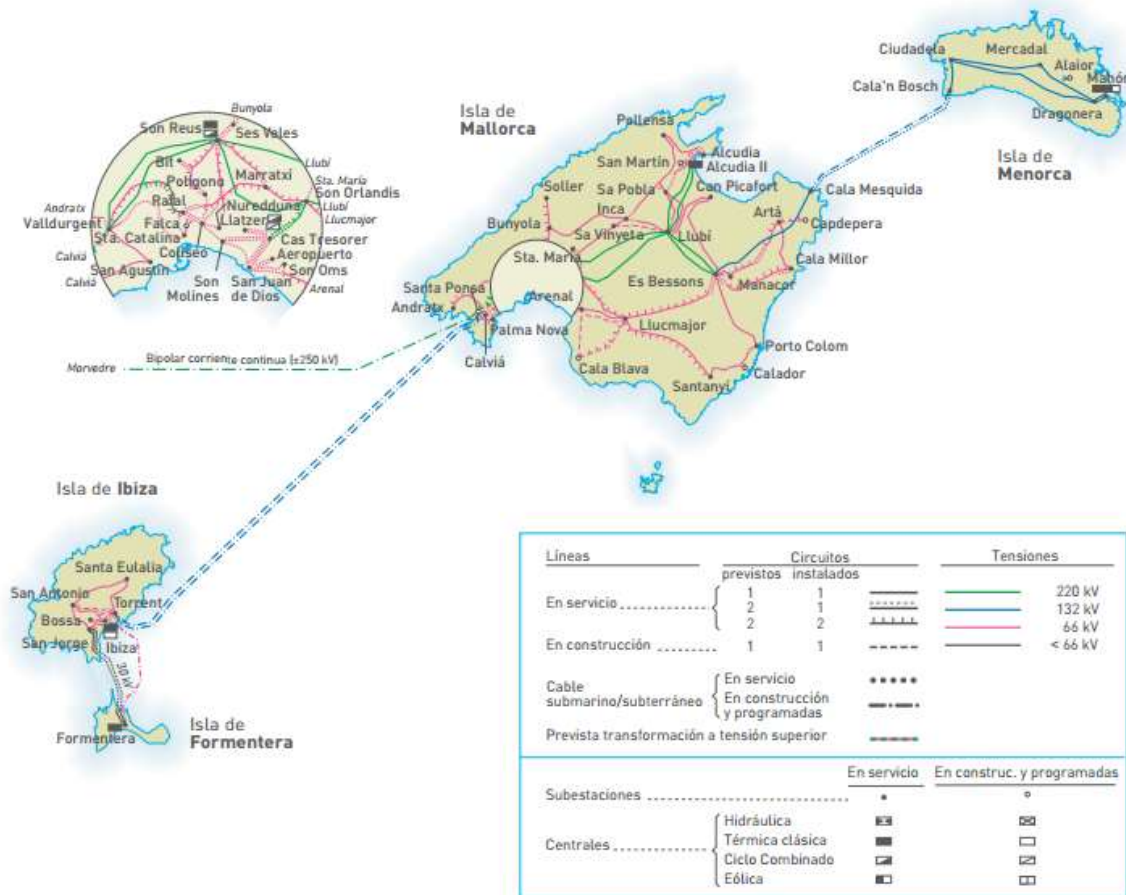 Ciudadela
Mercadal
Alaior
Mahón
Cala'n Bosch
Dragonera
Isla de
Menorca
Isla de
Mallorca
Pollensa
Alcudia
San Martín
Alcudia II
Soller
Sa Pobla
Can Picafort
Cala Mesquida
Inca
Artá
Bunyola
Sa Vinyeta
Llubí
Capdepera
Sta. María
Es Bessons
Cala Millor
Manacor
Santa Ponsa
Arenal
Andratx
Llucmajor
Palma Nova
Porto Colom
Calviá
Cala Blava
Calador
Santanyí
Bunyola
Son Reus
Ses Veles
Bit
Llubí
Polígono
Marratxi
Sta. María
Rafal
Nuredduna
Son Orlandis
Andratx
Llubí
Valldurgent
Falca
Llatzer
Llucmajor
Sta. Catalina
Cas Tresorer
Coliseo
Aeropuerto
Calviá
San Agustín
Son Oms
Calviá
Son
Molines
San Juan
de Dios
Arenal
Bipolar corriente continua (±250 kV)
Morvedre
Isla de Ibiza
Santa Eulalia
San Antonio
Torrent
Bossa
San Jorge
Ibiza
30 kV
Formentera
Isla de
Formentera
Líneas Circuitos Tensiones
previstos instalados
En servicio 1 1 220 kV
2 1 132 kV
2 2 66 kV
En construcción 1 1 < 66 kV
Cable
submarino/subterráneo
En servicio
En construcción
y programadas
Prevista transformación a tensión superior
En servicio En construc. y programadas
Subestaciones
Centrales
Hidráulica
Térmica clásica
Ciclo Combinado
Eólica